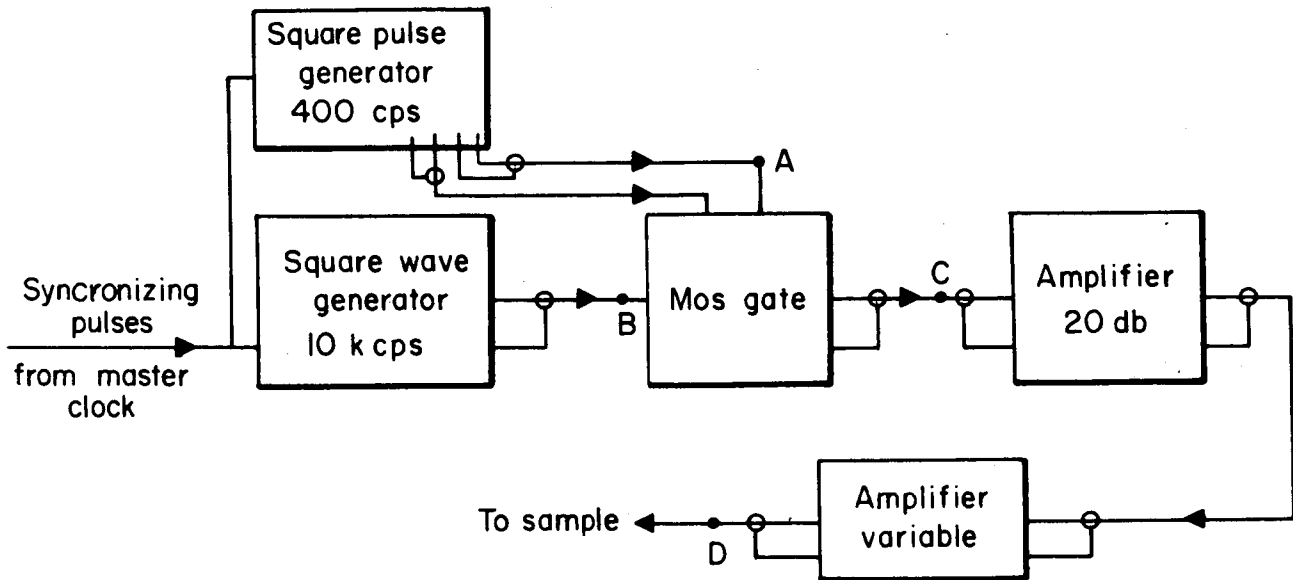 Square pulse
generator
400 cps
A
Square wave
generator
10 k cps
Syncronizing
pulses
from master
clock
B
Mos gate
C
Amplifier
20 db
Amplifier
variable
To sample
D